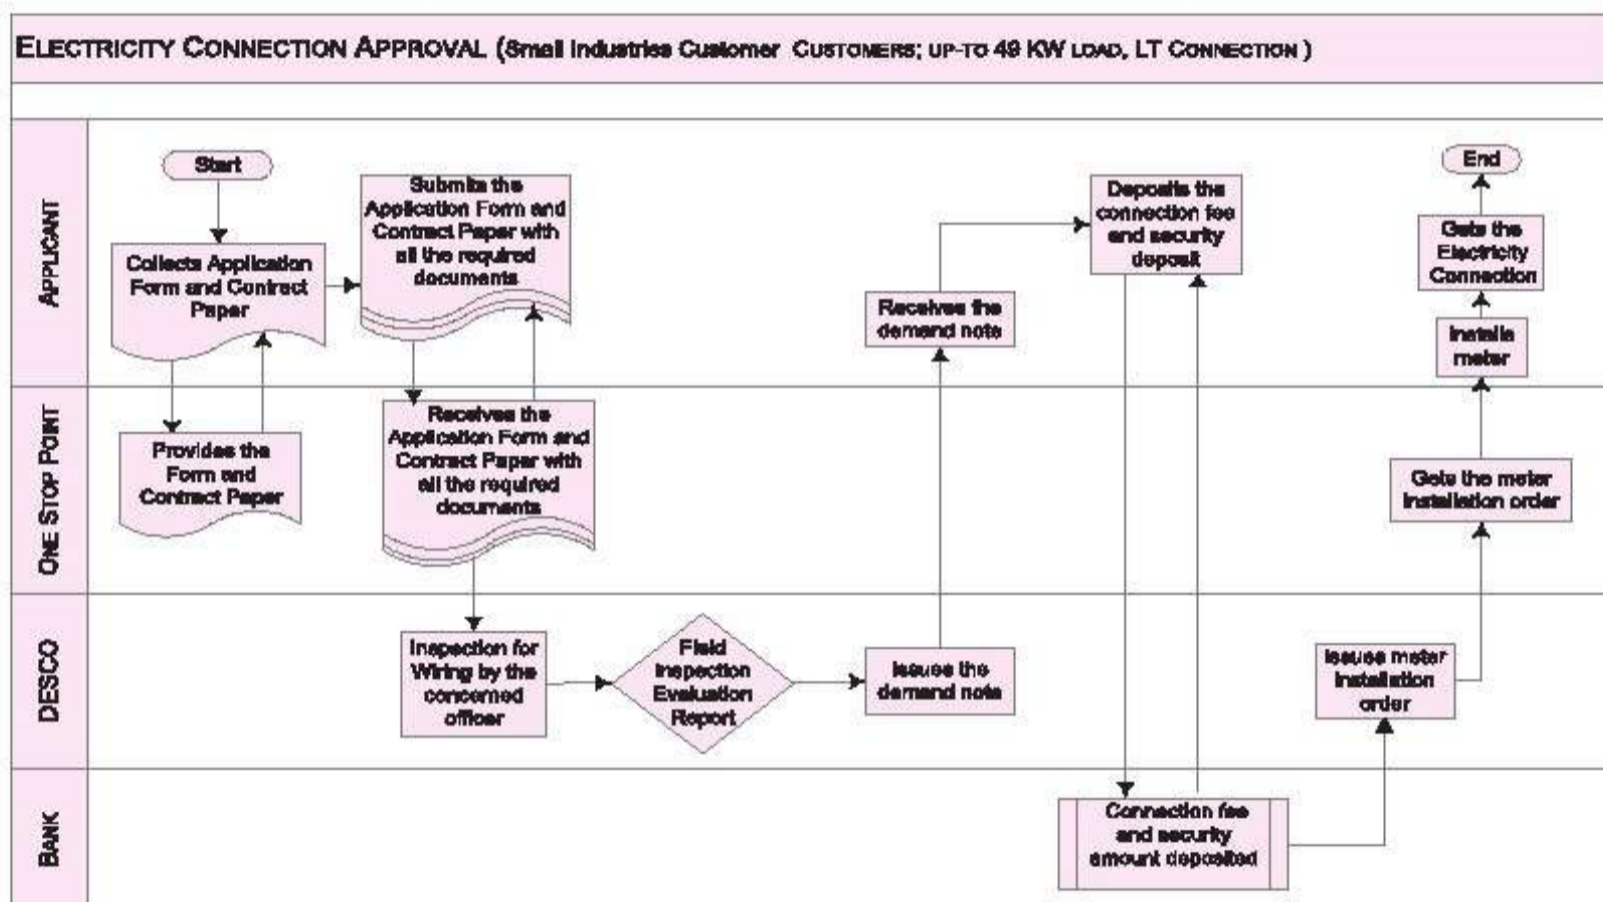 ELECTRICITY CONNECTION APPROVAL (Small Industries Customer CUSTOMERS; UP-TO 49 KW LOAD, LT CONNECTION )
APPLICANT
Start
Collects Application
Form and Contract
Paper
Submits the
Application Form and
Contract Paper with
all the required
documents
Receives the
demand note
Deposits the
connection fee
and security
deposit
End
Gets the
Electricity
Connection
Installs
meter
ONE STOP POINT
Provides the
Form and
Contract Paper
Receives the
Application Form and
Contract Paper with
all the required
documents
Gets the meter
installation order
DESCO
Inspection for
Wiring by the
concerned
officer
Field
Inspection
Evaluation
Report
Issues the
demand note
Issues meter
installation
order
BANK
Connection fee
and security
amount deposited